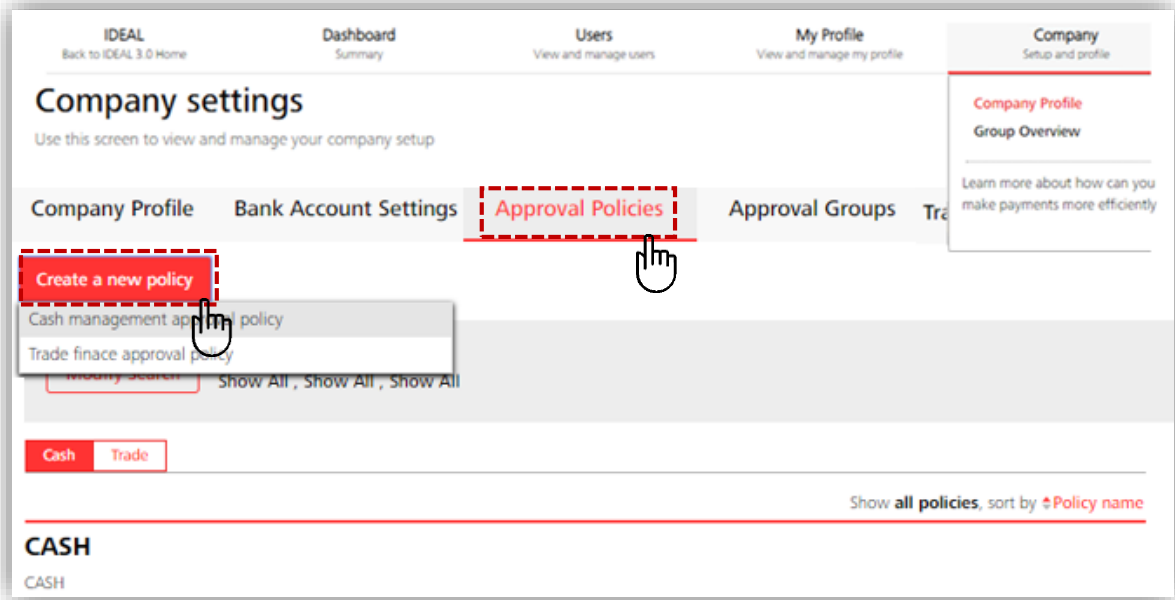 IDEAL
Back to IDEAL 3.0 Home
Dashboard
Summary
Users
View and manage users
My Profile
View and manage my profile
Company
Setup and profile
Company settings
Use this screen to view and manage your company setup
Company Profile
Group Overview
Learn more about how can you
make payments more efficiently
Company Profile
Bank Account Settings
Approval Policies
Approval Groups
Create a new policy
Cash management approval policy
Trade finace approval policy
Modify Search
Show All , Show All , Show All
Cash
Trade
Show all policies, sort by Policy name
CASH
CASH